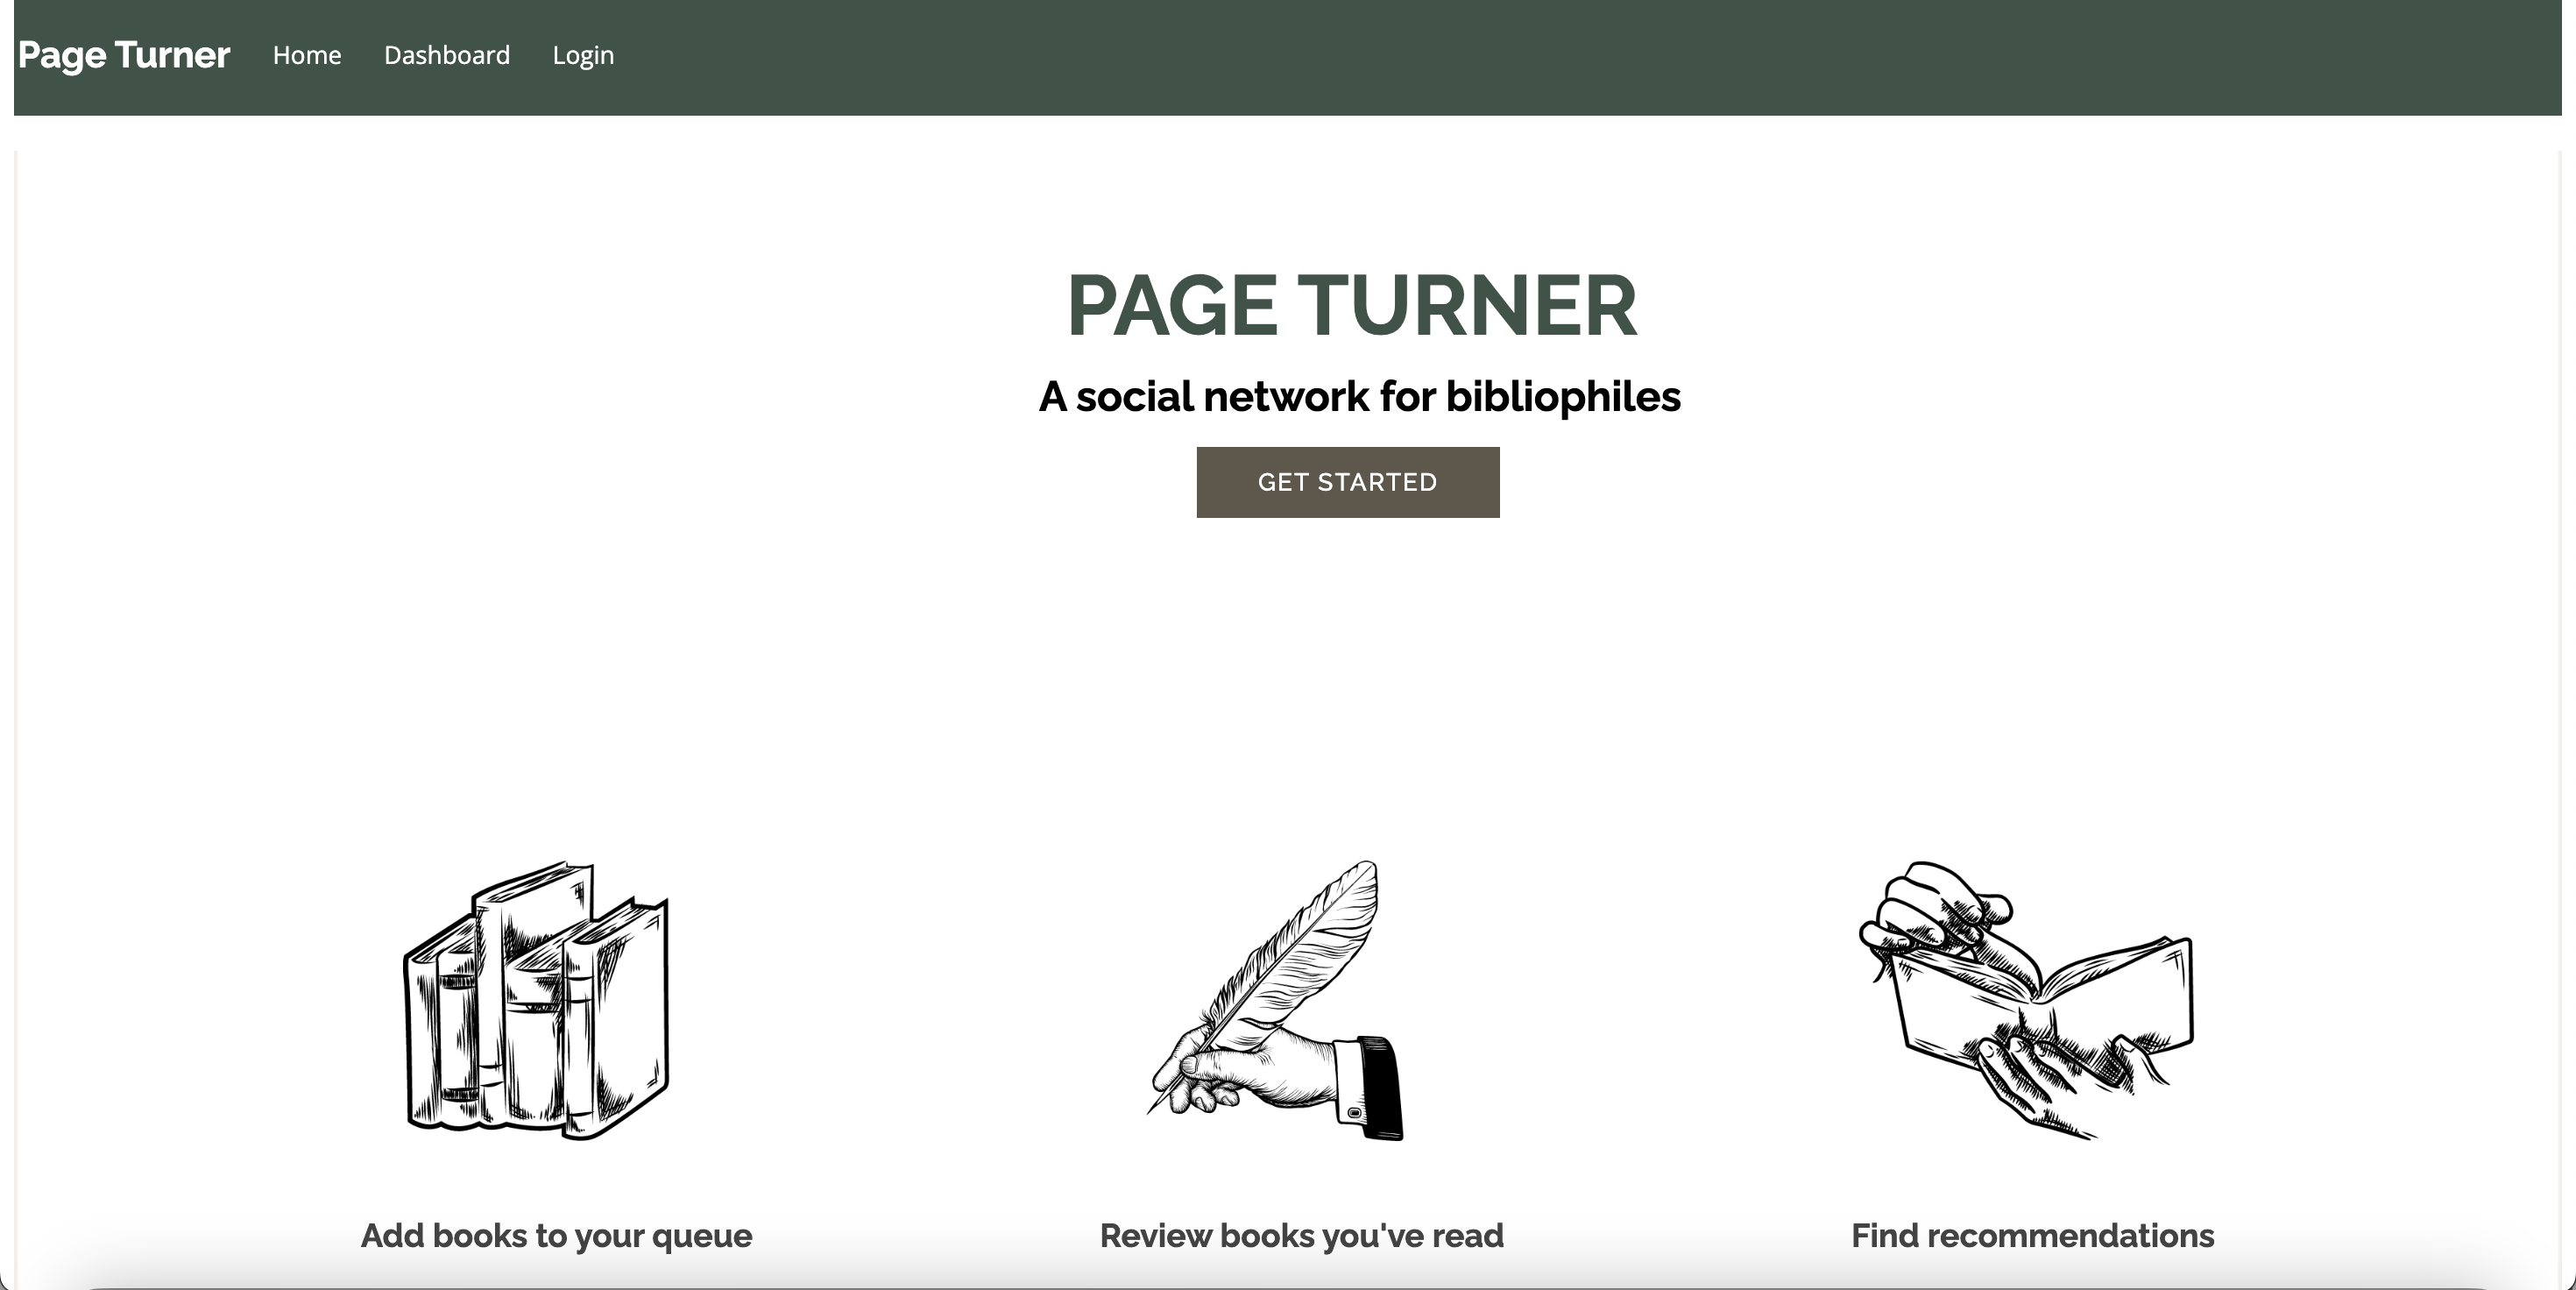 Page Turner Home Dashboard Login
PAGE TURNER
A social network for bibliophiles
GET STARTED
Add books to your queue
Review books you've read
Find recommendations